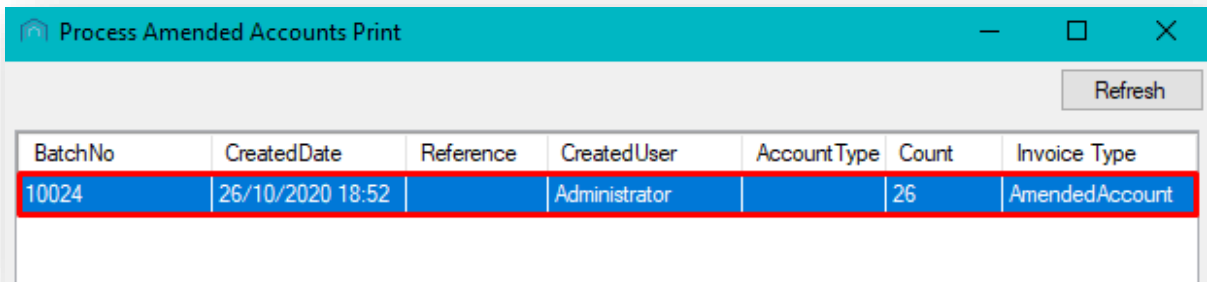 Process Amended Accounts Print
Refresh
BatchNo CreatedDate Reference CreatedUser AccountType Count Invoice Type
10024 26/10/2020 18:52 Administrator 26 AmendedAccount